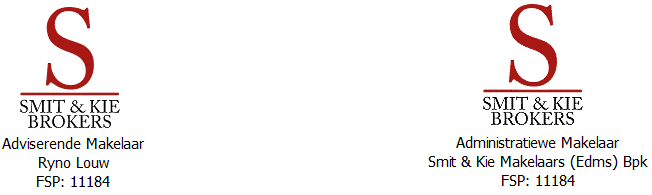 S
SMIT & KIE
BROKERS
Adviserende Makelaar
Ryno Louw
FSP: 11184
S
SMIT & KIE
BROKERS
Administratiewe Makelaar
Smit & Kie Makelaars (Edms) Bpk
FSP: 11184